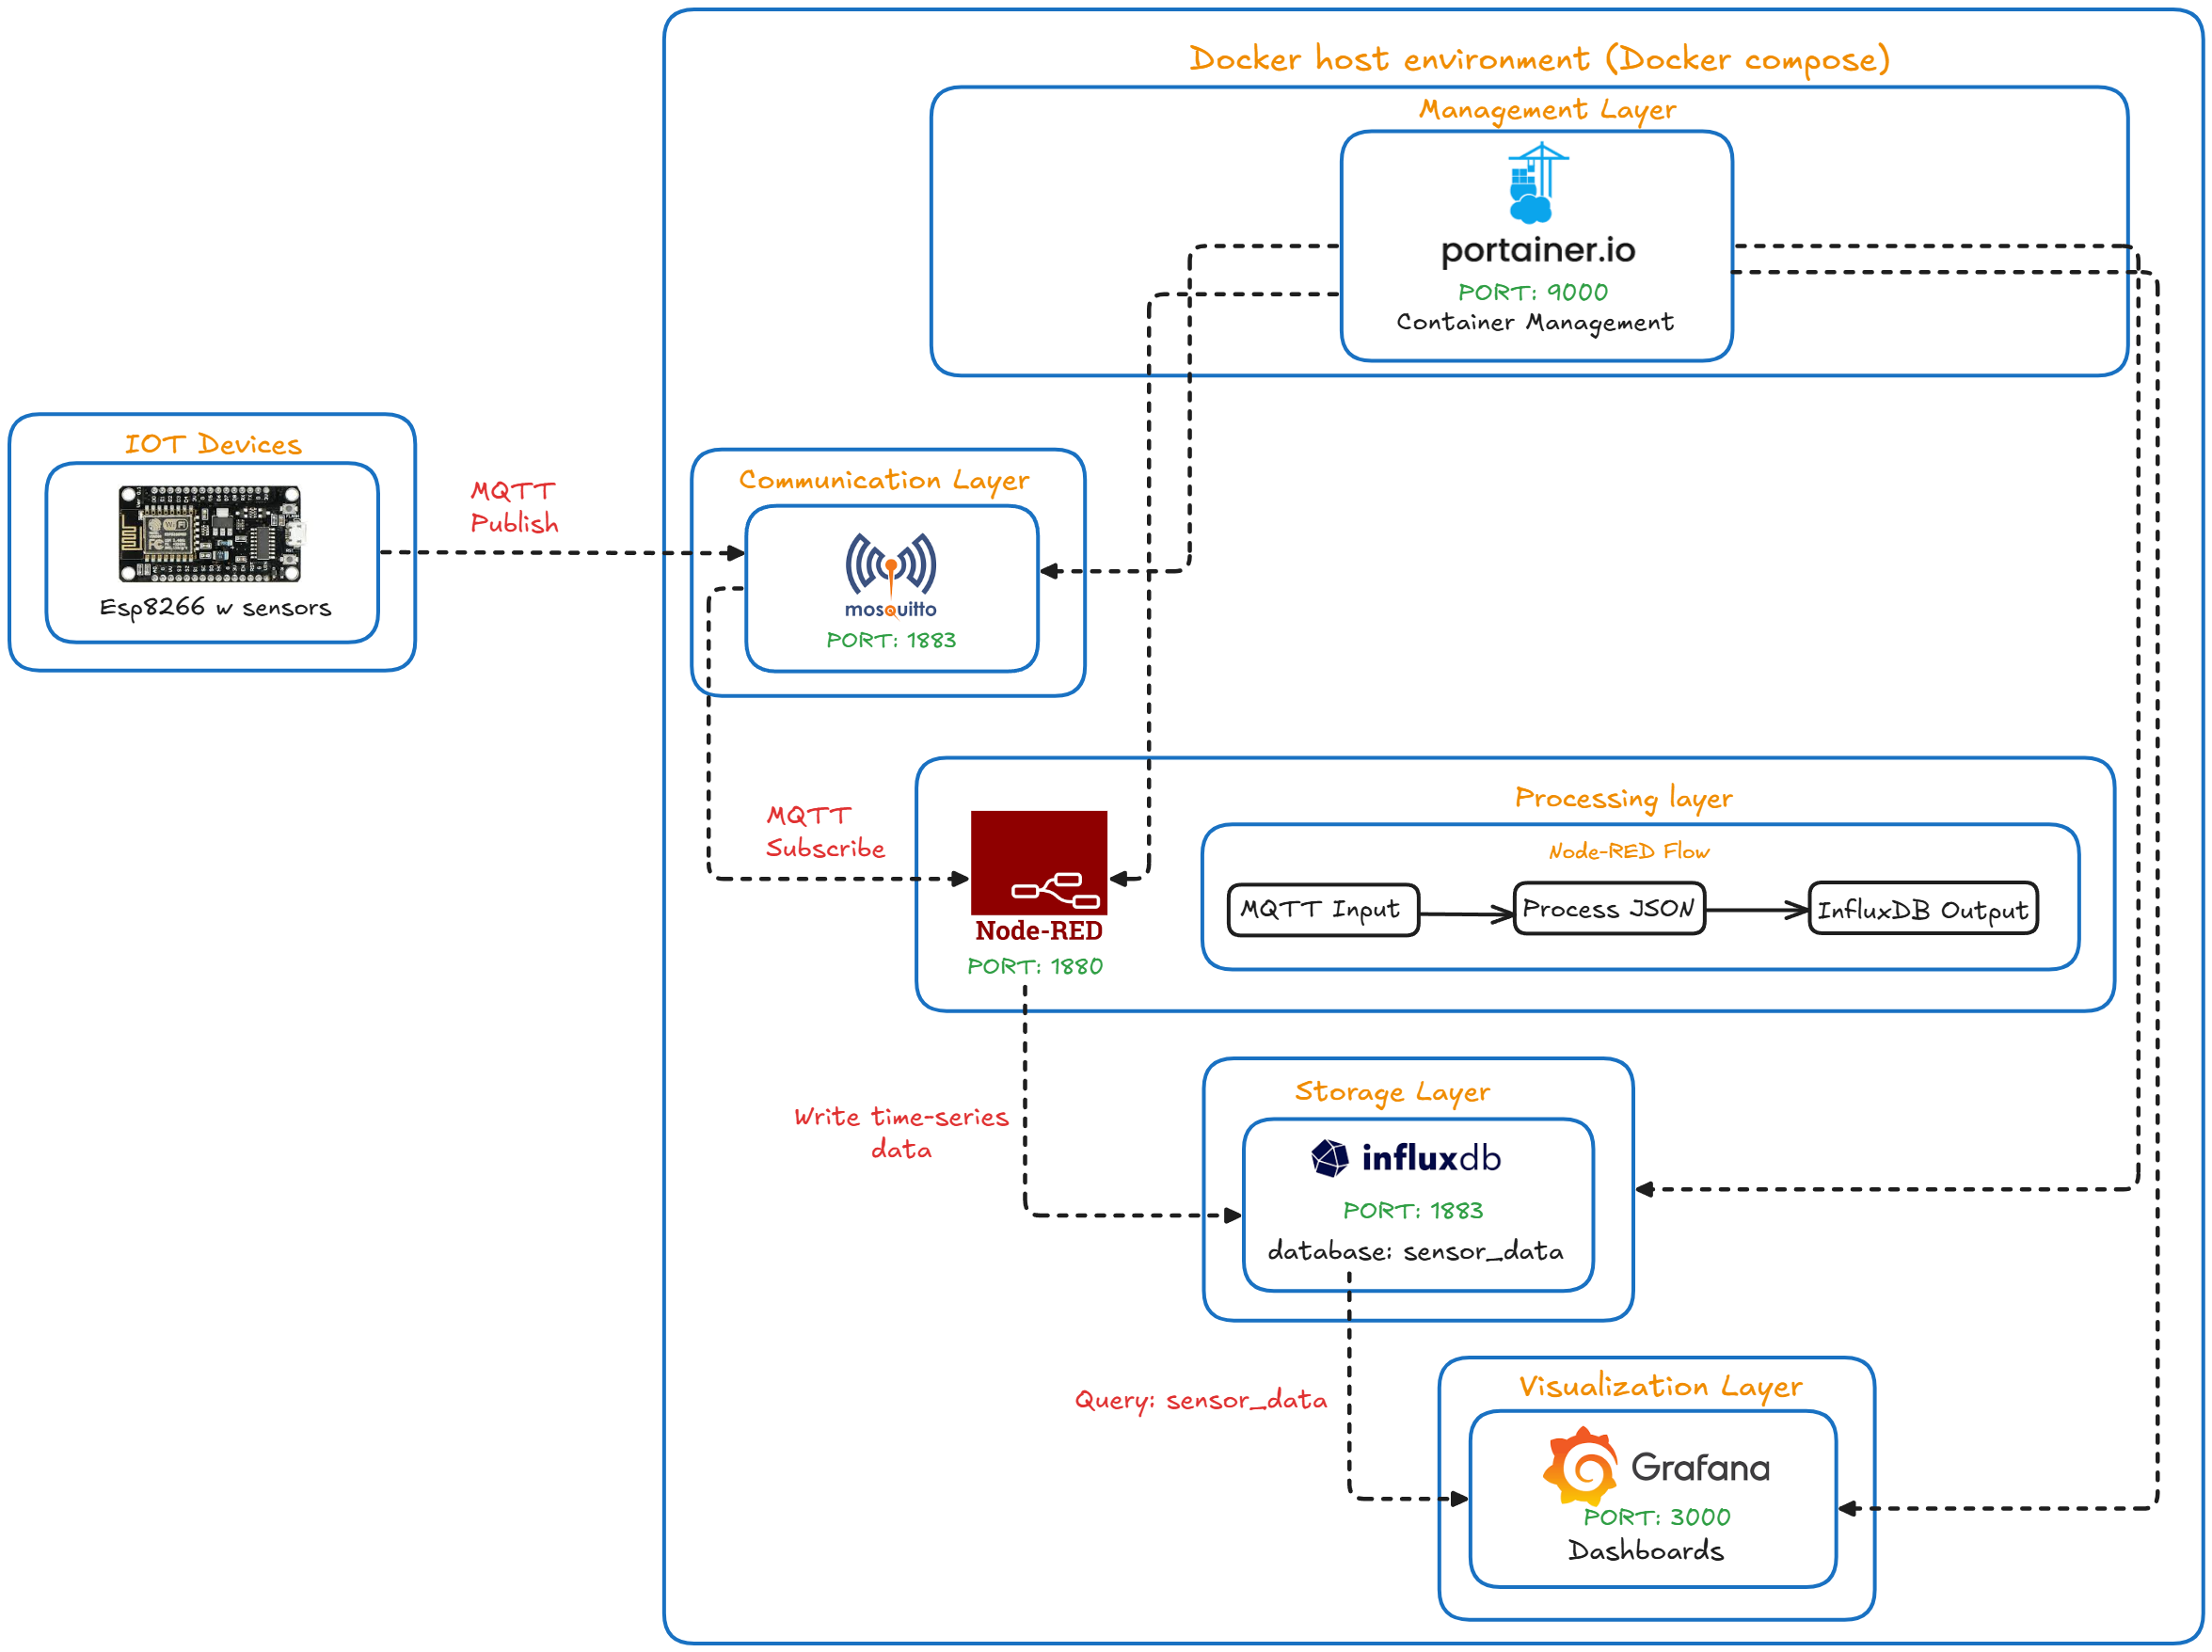 Docker host environment (Docker compose)
Management Layer
portainer.io
PORT: 9000
Container Management
IOT Devices
Esp8266 w sensors
MQTT
Publish
Communication Layer
mosquitto
PORT: 1883
MQTT
Subscribe
Node-RED
PORT: 1880
Processing layer
Node-RED Flow
MQTT Input
Process JSON
InfluxDB Output
Write time-series
data
Storage Layer
influxdb
PORT: 1883
database: sensor_data
Query: sensor_data
Visualization Layer
Grafana
PORT: 3000
Dashboards